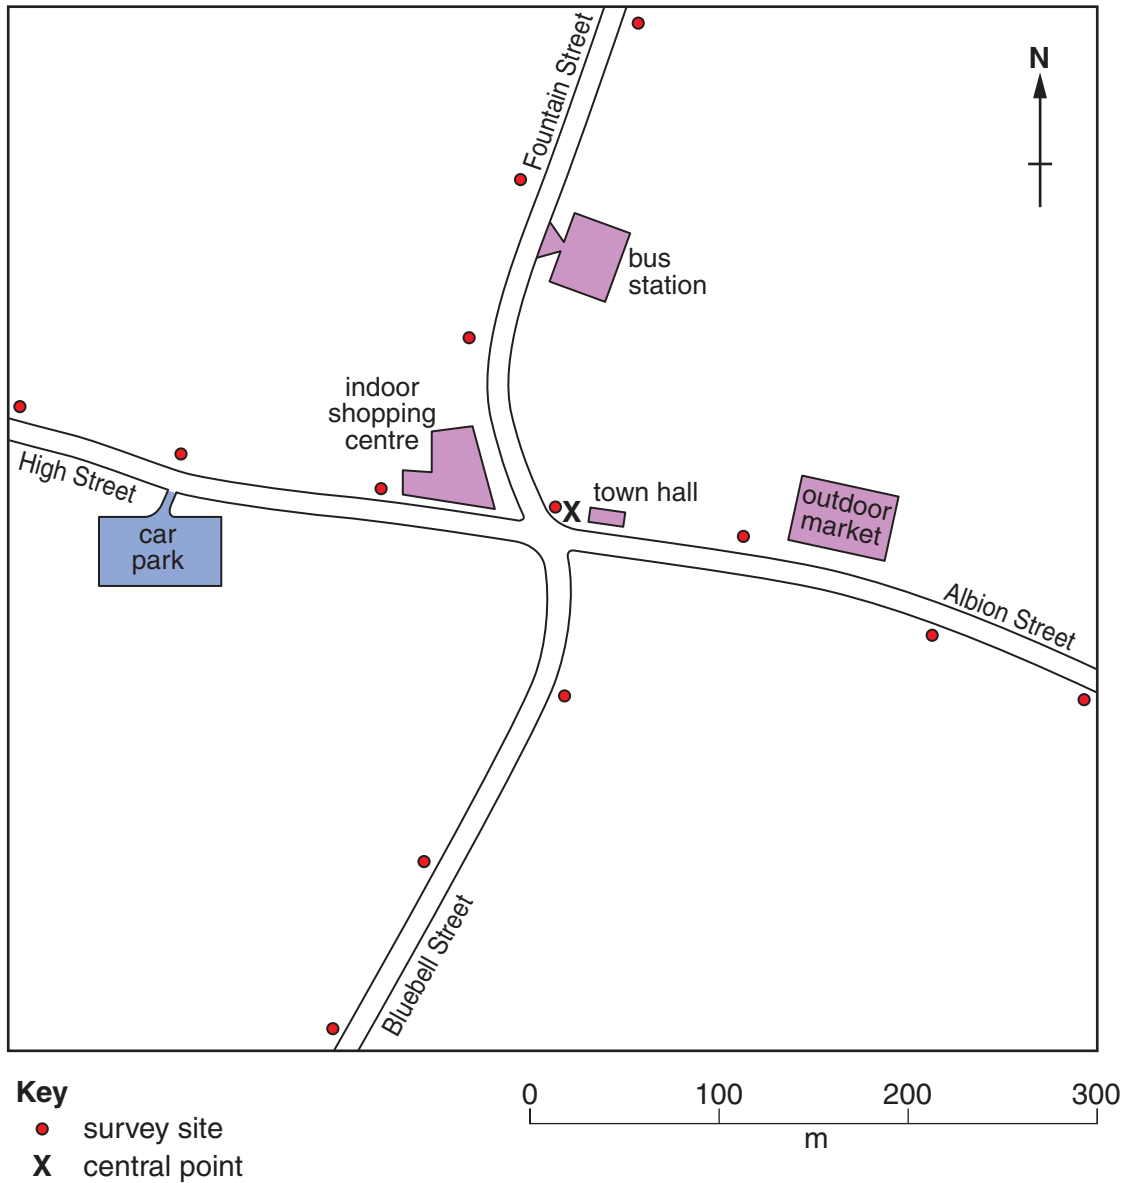 Fountain Street
N
bus
station
indoor
shopping
centre
High Street
car
park
X
town hall
outdoor
market
Albion Street
Bluebell Street
Key
survey site
X central point
0 100 200 300
m